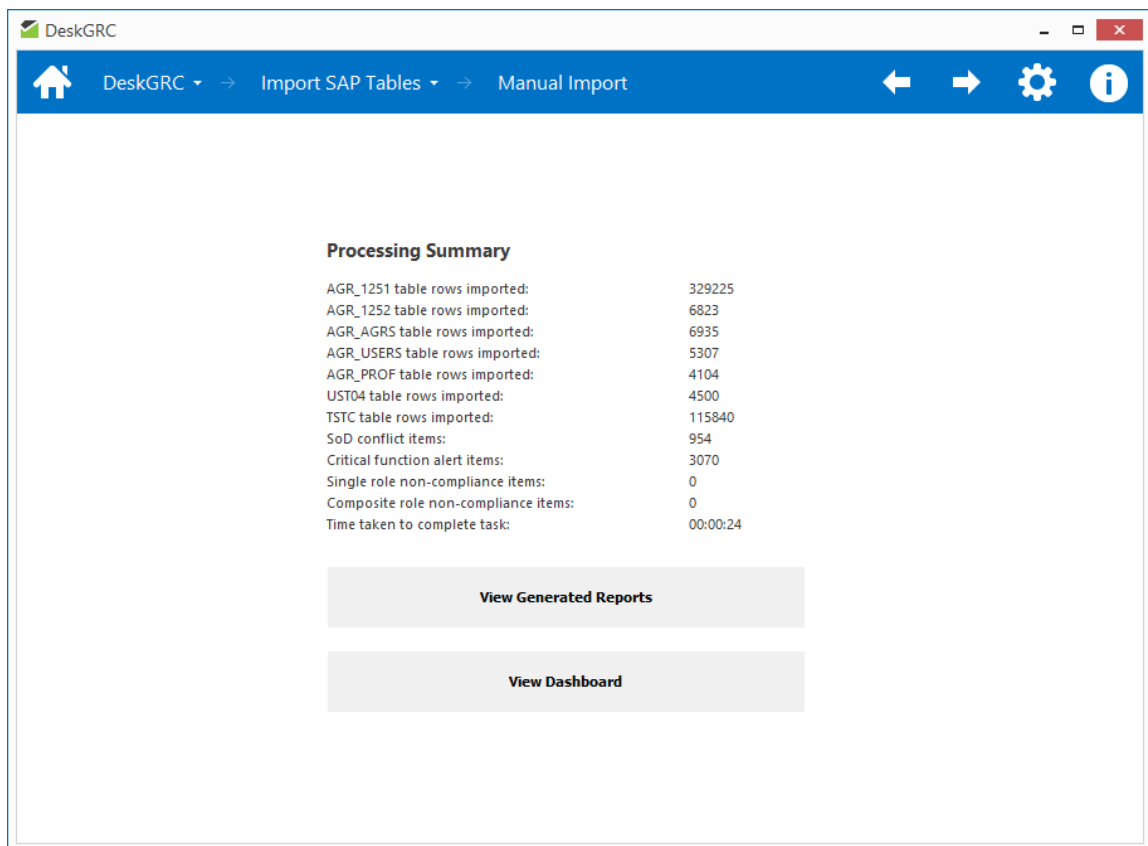 DeskGRC
DeskGRC → Import SAP Tables → Manual Import
Processing Summary
AGR_1251 table rows imported: 329225
AGR_1252 table rows imported: 6823
AGR_AGRS table rows imported: 6935
AGR_USERS table rows imported: 5307
AGR_PROF table rows imported: 4104
UST04 table rows imported: 4500
TSTC table rows imported: 115840
SoD conflict items: 954
Critical function alert items: 3070
Single role non-compliance items: 0
Composite role non-compliance items: 0
Time taken to complete task: 00:00:24
View Generated Reports
View Dashboard